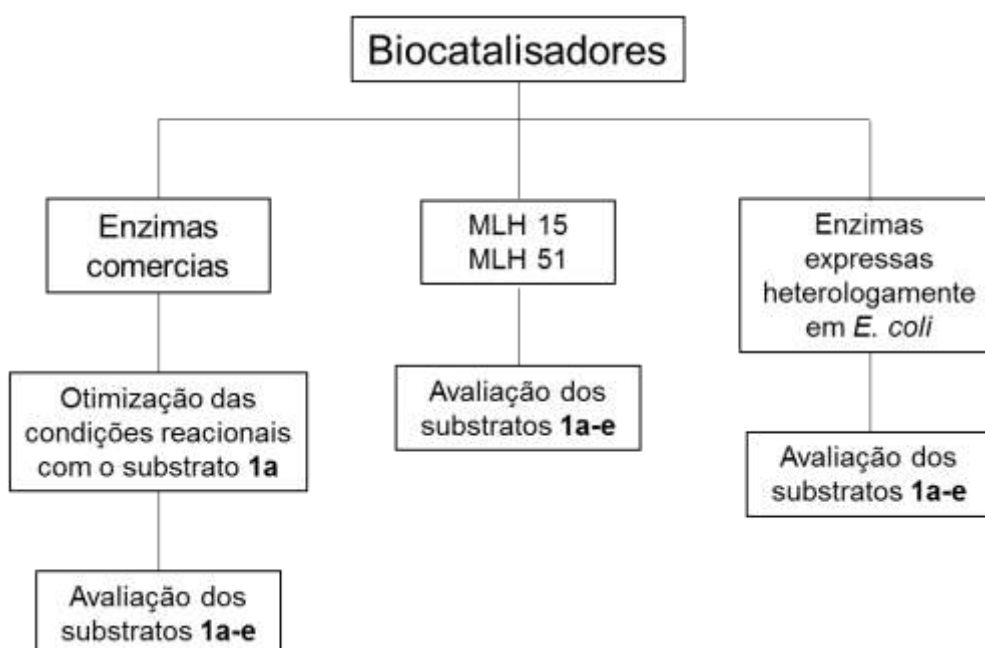 Biocatalisadores
Enzimas
comercias
Otimização das
condições reacionais
com o substrato 1a
Avaliação dos
substratos 1a-e
MLH 15
MLH 51
Avaliação dos
substratos 1a-e
Enzimas
expressas
heterologamente
em E. coli
Avaliação dos
substratos 1a-e